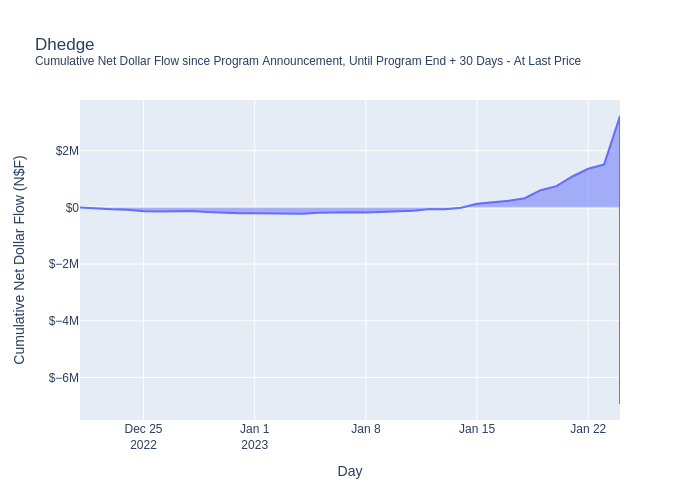 Dhedge
Cumulative Net Dollar Flow since Program Announcement, Until Program End + 30 Days - At Last Price
Cumulative Net Dollar Flow (N$F)
$2M
$0
$−2M
$−4M
$−6M
Dec 25
2022
Jan 1
2023
Jan 8
Jan 15
Jan 22
Day